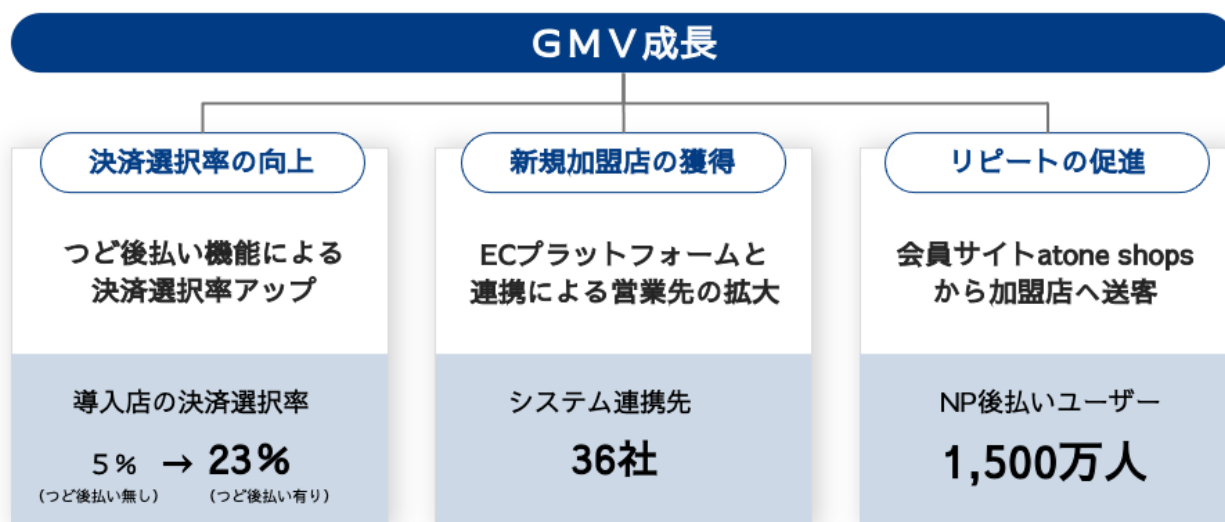 GMV成長
決済選択率の向上
つど後払い機能による
決済選択率アップ
導入店の決済選択率
5% → 23%
(つど後払い無し) (つど後払い有り)
新規加盟店の獲得
ECプラットフォームと
連携による営業先の拡大
システム連携先
36社
リピートの促進
会員サイトatone shops
から加盟店へ送客
NP後払いユーザー
1,500万人